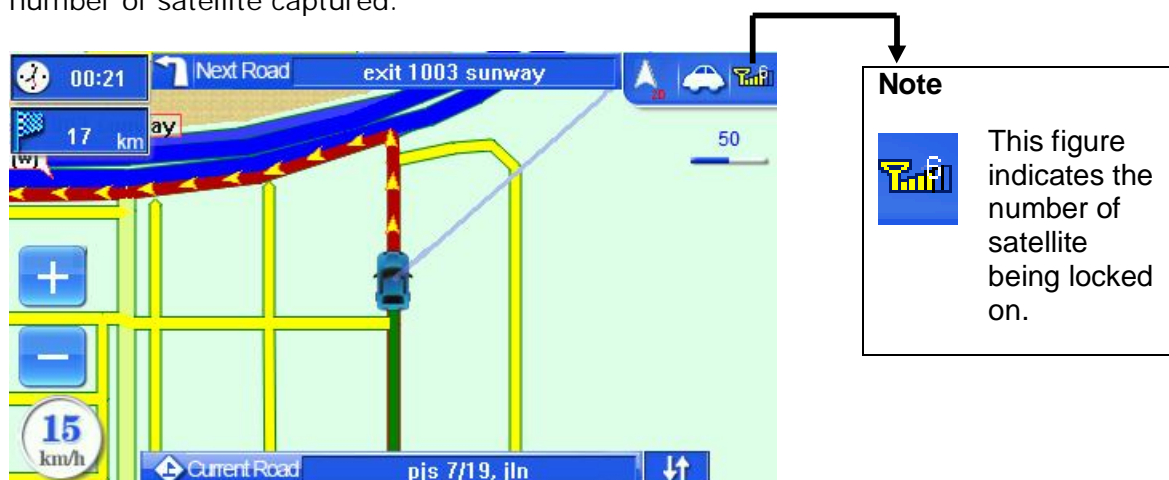 number of satellite captured.
00:21
Next Road
exit 1003 sunway
2D
17 km
ay
(W)
50
15
km/h
Current Road
pjs 7/19, jln
Note
This figure
indicates the
number of
satellite
being locked
on.